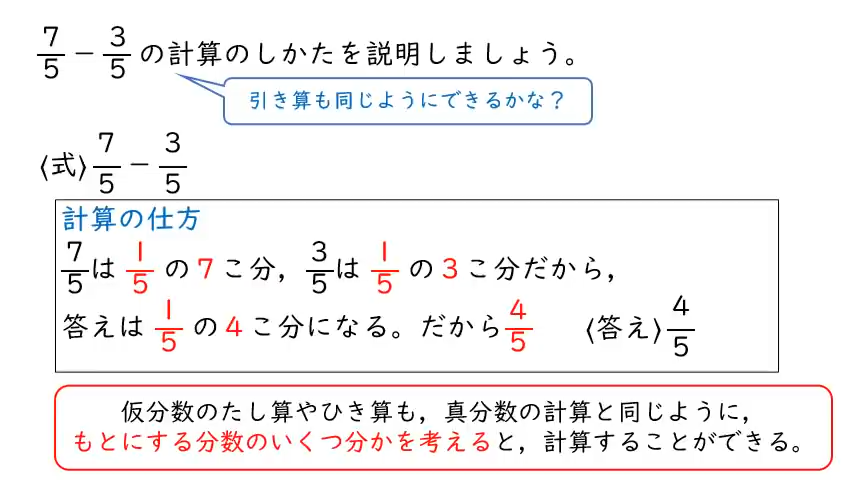 7/5 − 3/5 の計算のしかたを説明しましょう。
引き算も同じようにできるかな？
〈式〉7/5 − 3/5
計算の仕方
7/5は 1/5 の 7 こ分，3/5は 1/5 の 3 こ分だから，
答えは 1/5 の 4 こ分になる。だから4/5 〈答え〉4/5
仮分数のたし算やひき算も，真分数の計算と同じように，
もとにする分数のいくつ分かを考えると，計算することができる。